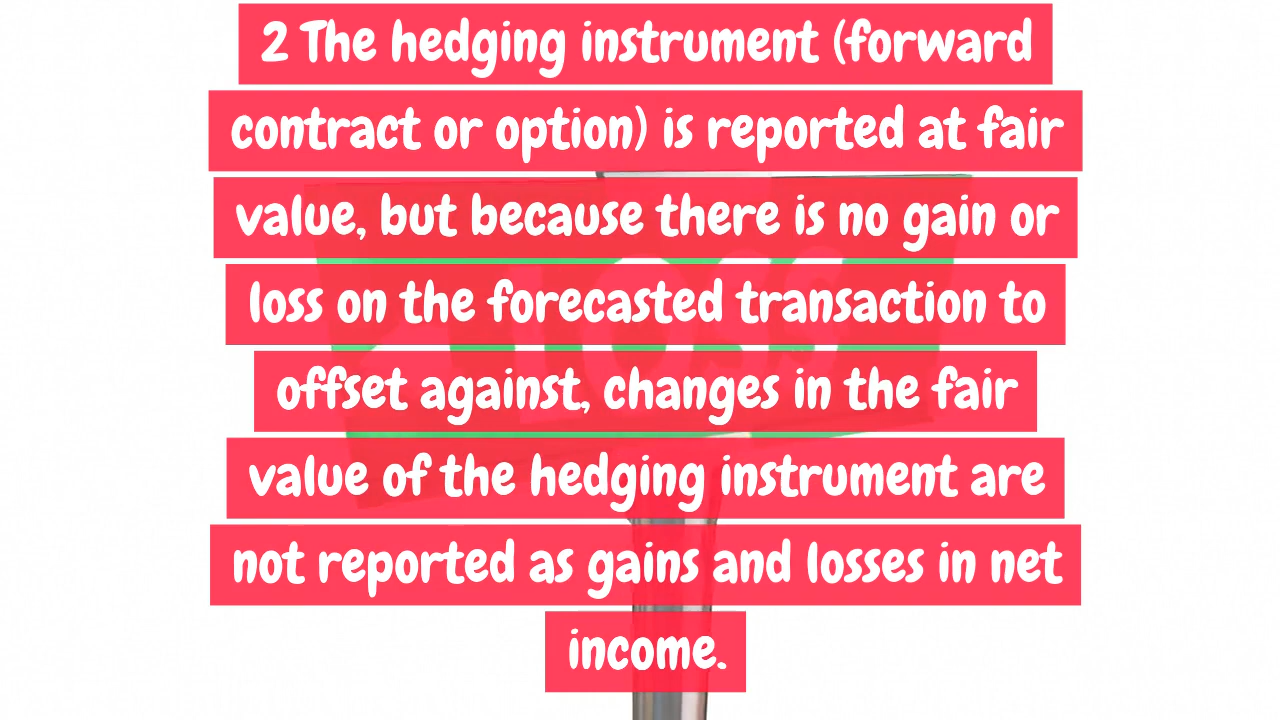 2 The hedging instrument (forward
contract or option) is reported at fair
value, but because there is no gain or
loss on the forecasted transaction to
offset against, changes in the fair
value of the hedging instrument are
not reported as gains and losses in net
income.
LOSS